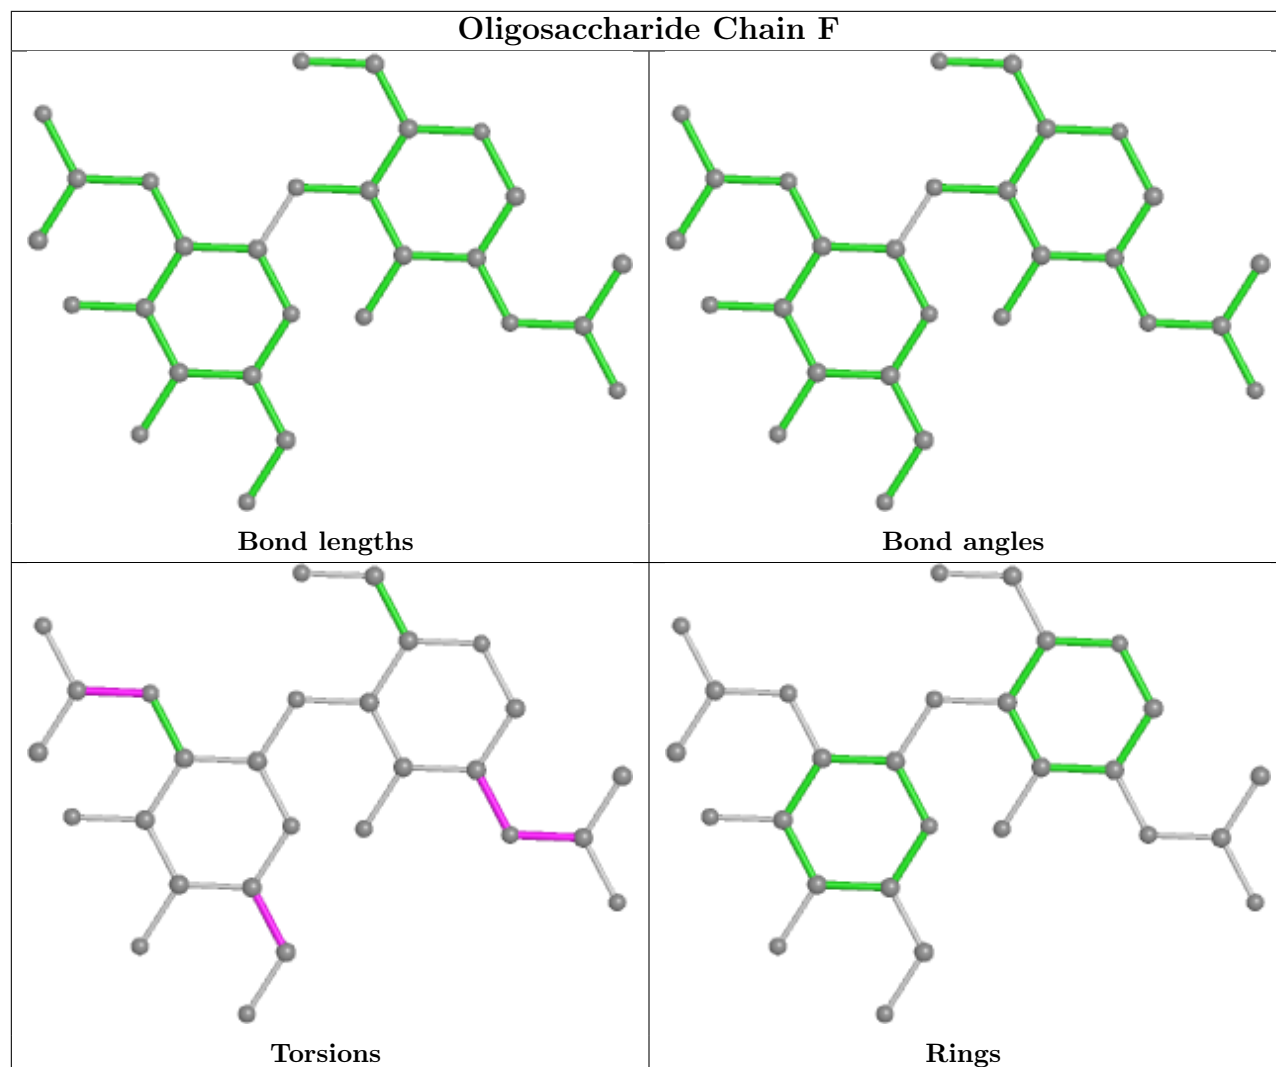 Oligosaccharide Chain F
Bond lengths
Bond angles
Torsions
Rings